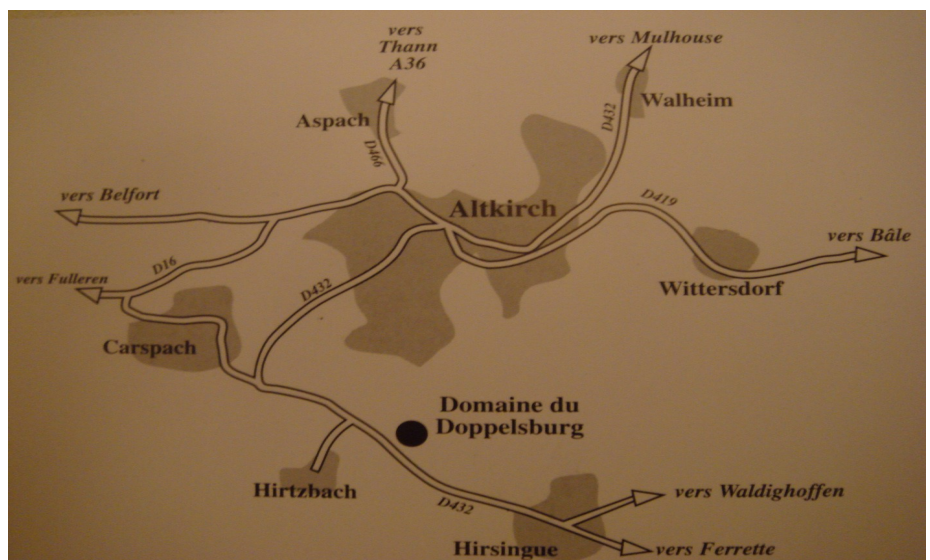 vers
Thann
A36
vers Mulhouse
Walheim
Aspach
D432
D466
vers Belfort
Altkirch
D419
vers Bâle
D16
vers Fulleren
D432
Wittersdorf
Carspach
Domaine du
Doppelsburg
Hirtzbach
D432
vers Waldighoffen
Hirsingue
vers Ferrette